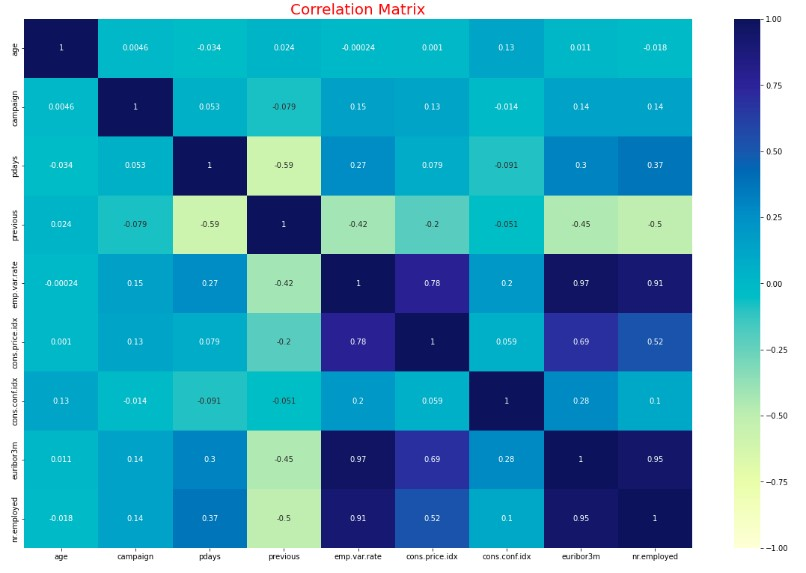 Correlation Matrix
age 1 0.0046 -0.034 0.024 -0.00024 0.001 0.13 0.011 -0.018
campaign 0.0046 1 0.053 -0.079 0.15 0.13 -0.014 0.14 0.14
pdays -0.034 0.053 1 -0.59 0.27 0.079 -0.091 0.3 0.37
previous 0.024 -0.079 -0.59 1 -0.42 -0.2 -0.051 -0.45 -0.5
emp.var.rate -0.00024 0.15 0.27 -0.42 1 0.78 0.2 0.97 0.91
cons.price.idx 0.001 0.13 0.079 -0.2 0.78 1 0.059 0.69 0.52
cons.conf.idx 0.13 -0.014 -0.091 -0.051 0.2 0.059 1 0.28 0.1
euribor3m 0.011 0.14 0.3 -0.45 0.97 0.69 0.28 1 0.95
nr.employed -0.018 0.14 0.37 -0.5 0.91 0.52 0.1 0.95 1
age campaign pdays previous emp.var.rate cons.price.idx cons.conf.idx euribor3m nr.employed
1.00
0.75
0.50
0.25
0.00
−0.25
−0.50
−0.75
−1.00